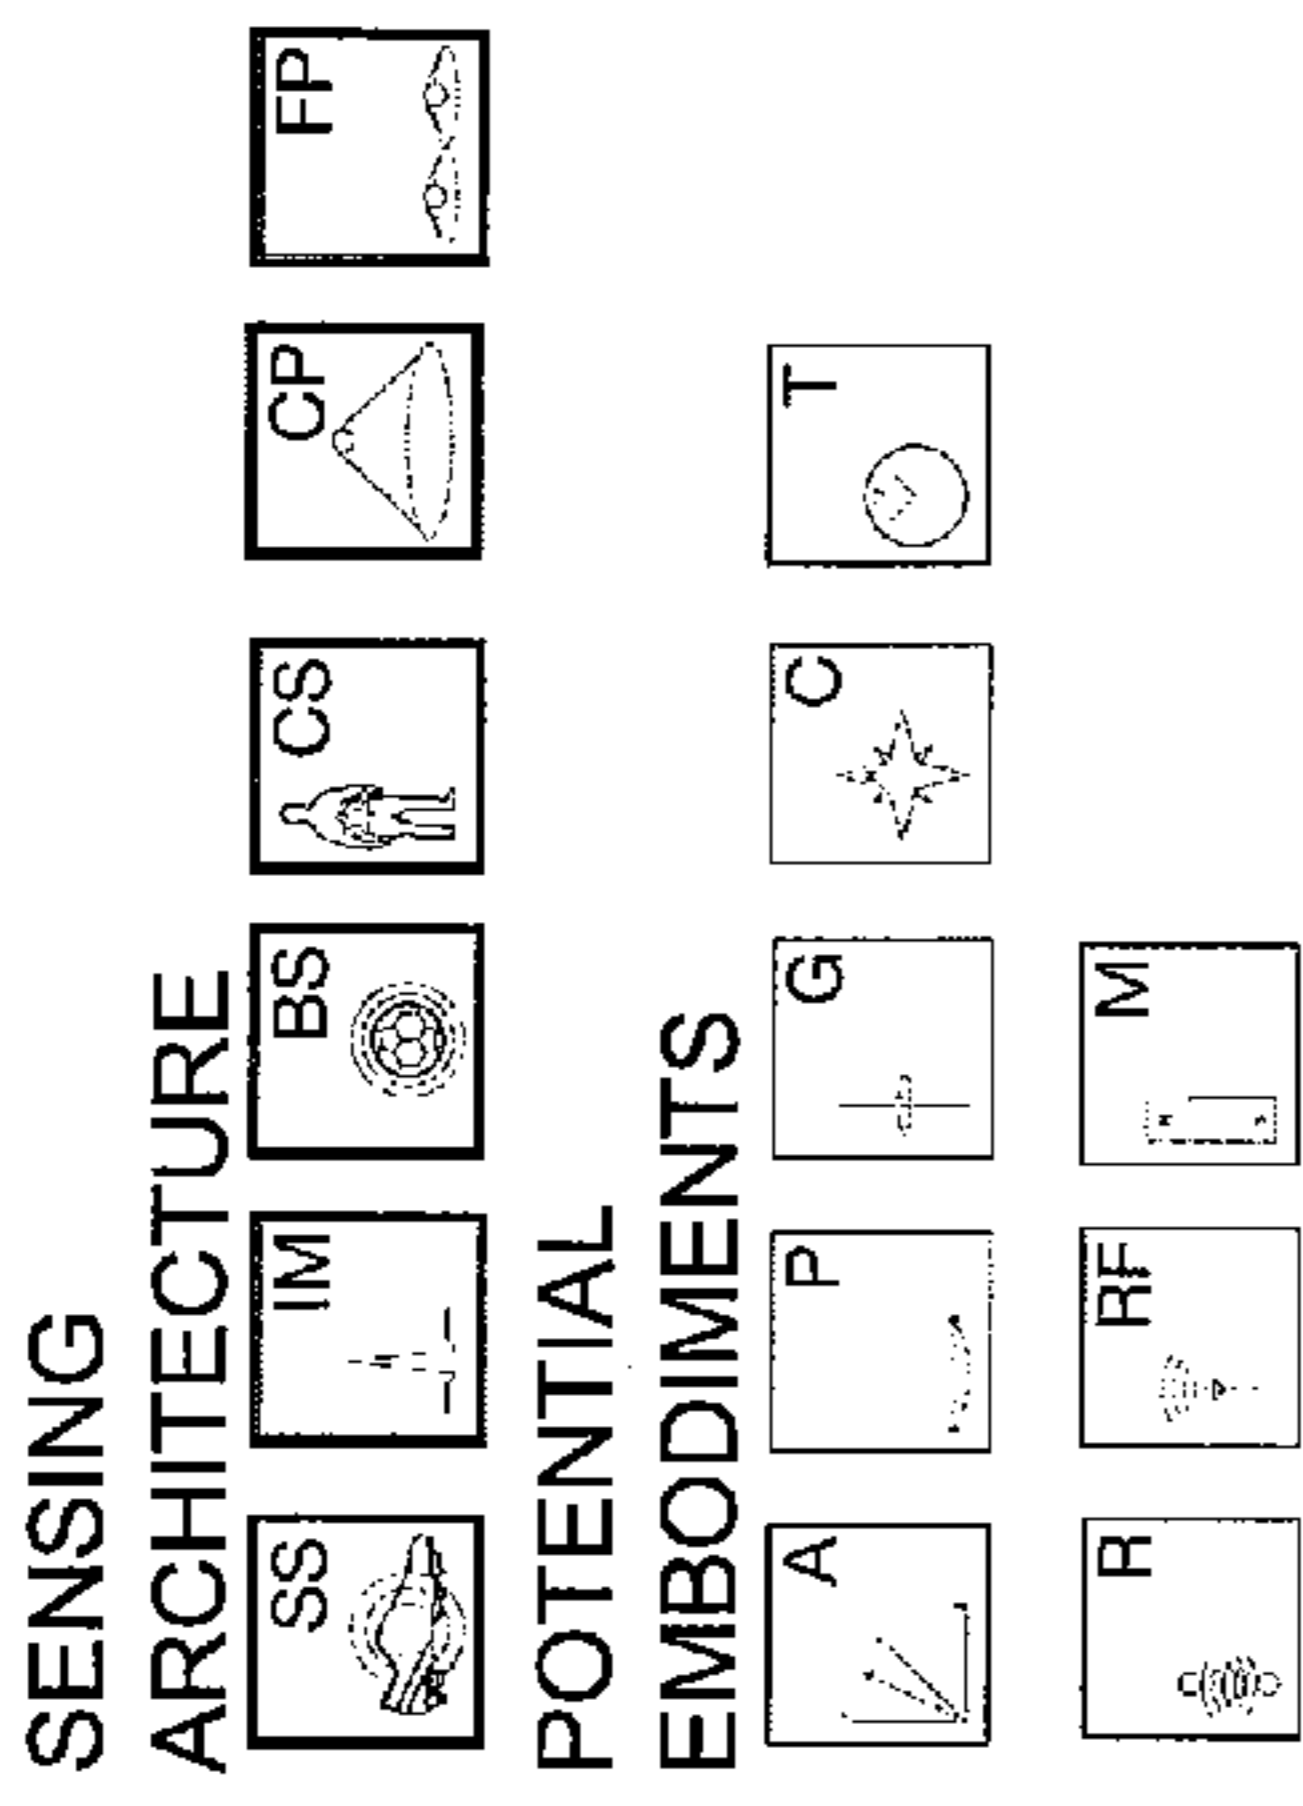 SENSING
ARCHITECTURE
SS IM BS CS CP FP
POTENTIAL
EMBODIMENTS
A P G C T
R RF M